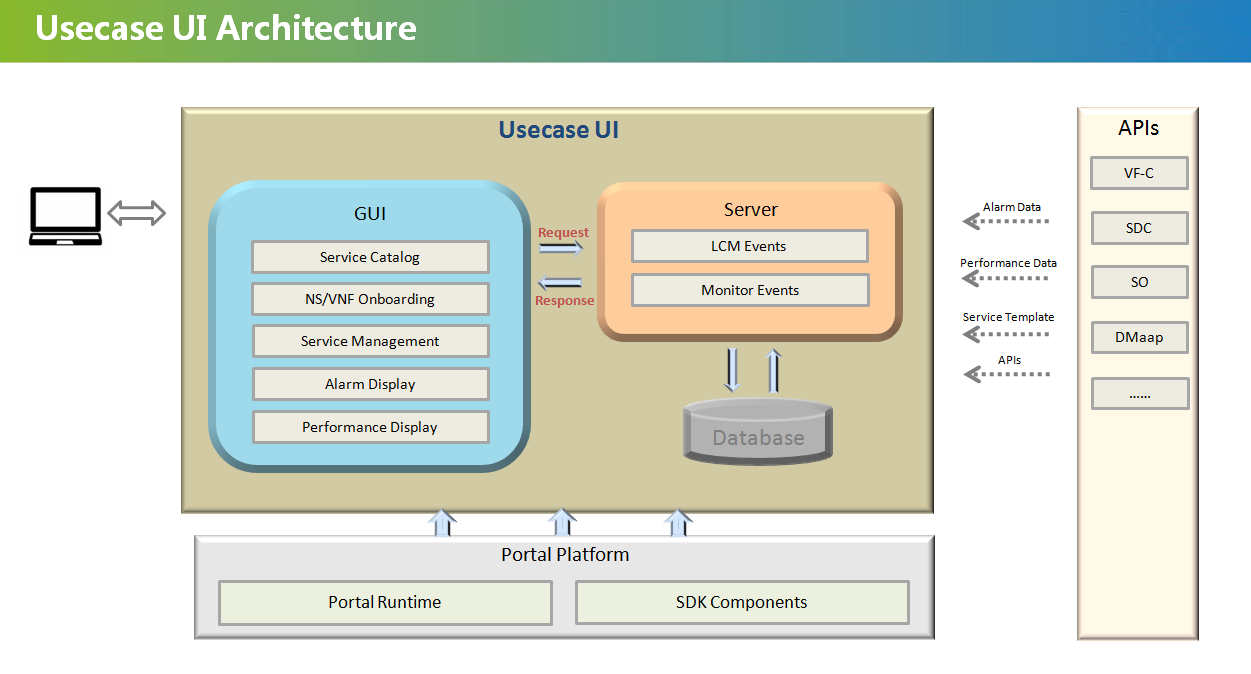 Usecase UI Architecture
Usecase UI
GUI
Service Catalog
NS/VNF Onboarding
Service Management
Alarm Display
Performance Display
Request
Response
Server
LCM Events
Monitor Events
Database
Alarm Data
Performance Data
Service Template
APIs
APIs
VF-C
SDC
SO
DMaap
......
Portal Platform
Portal Runtime
SDK Components